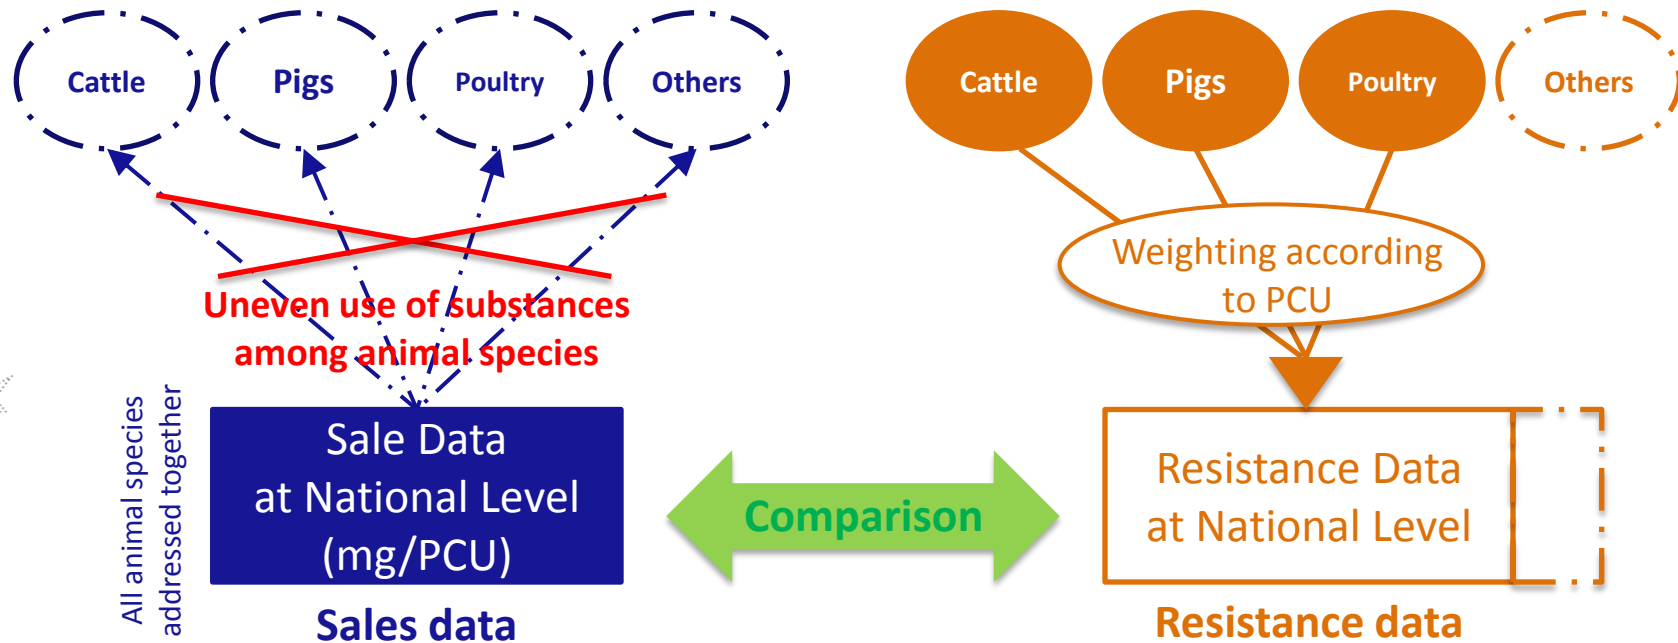 Cattle
Pigs
Poultry
Others
Cattle
Pigs
Poultry
Others
Uneven use of substances
among animal species
Weighting according
to PCU
All animal species
addressed together
Sale Data
at National Level
(mg/PCU)
Comparison
Resistance Data
at National Level
Sales data
Resistance data